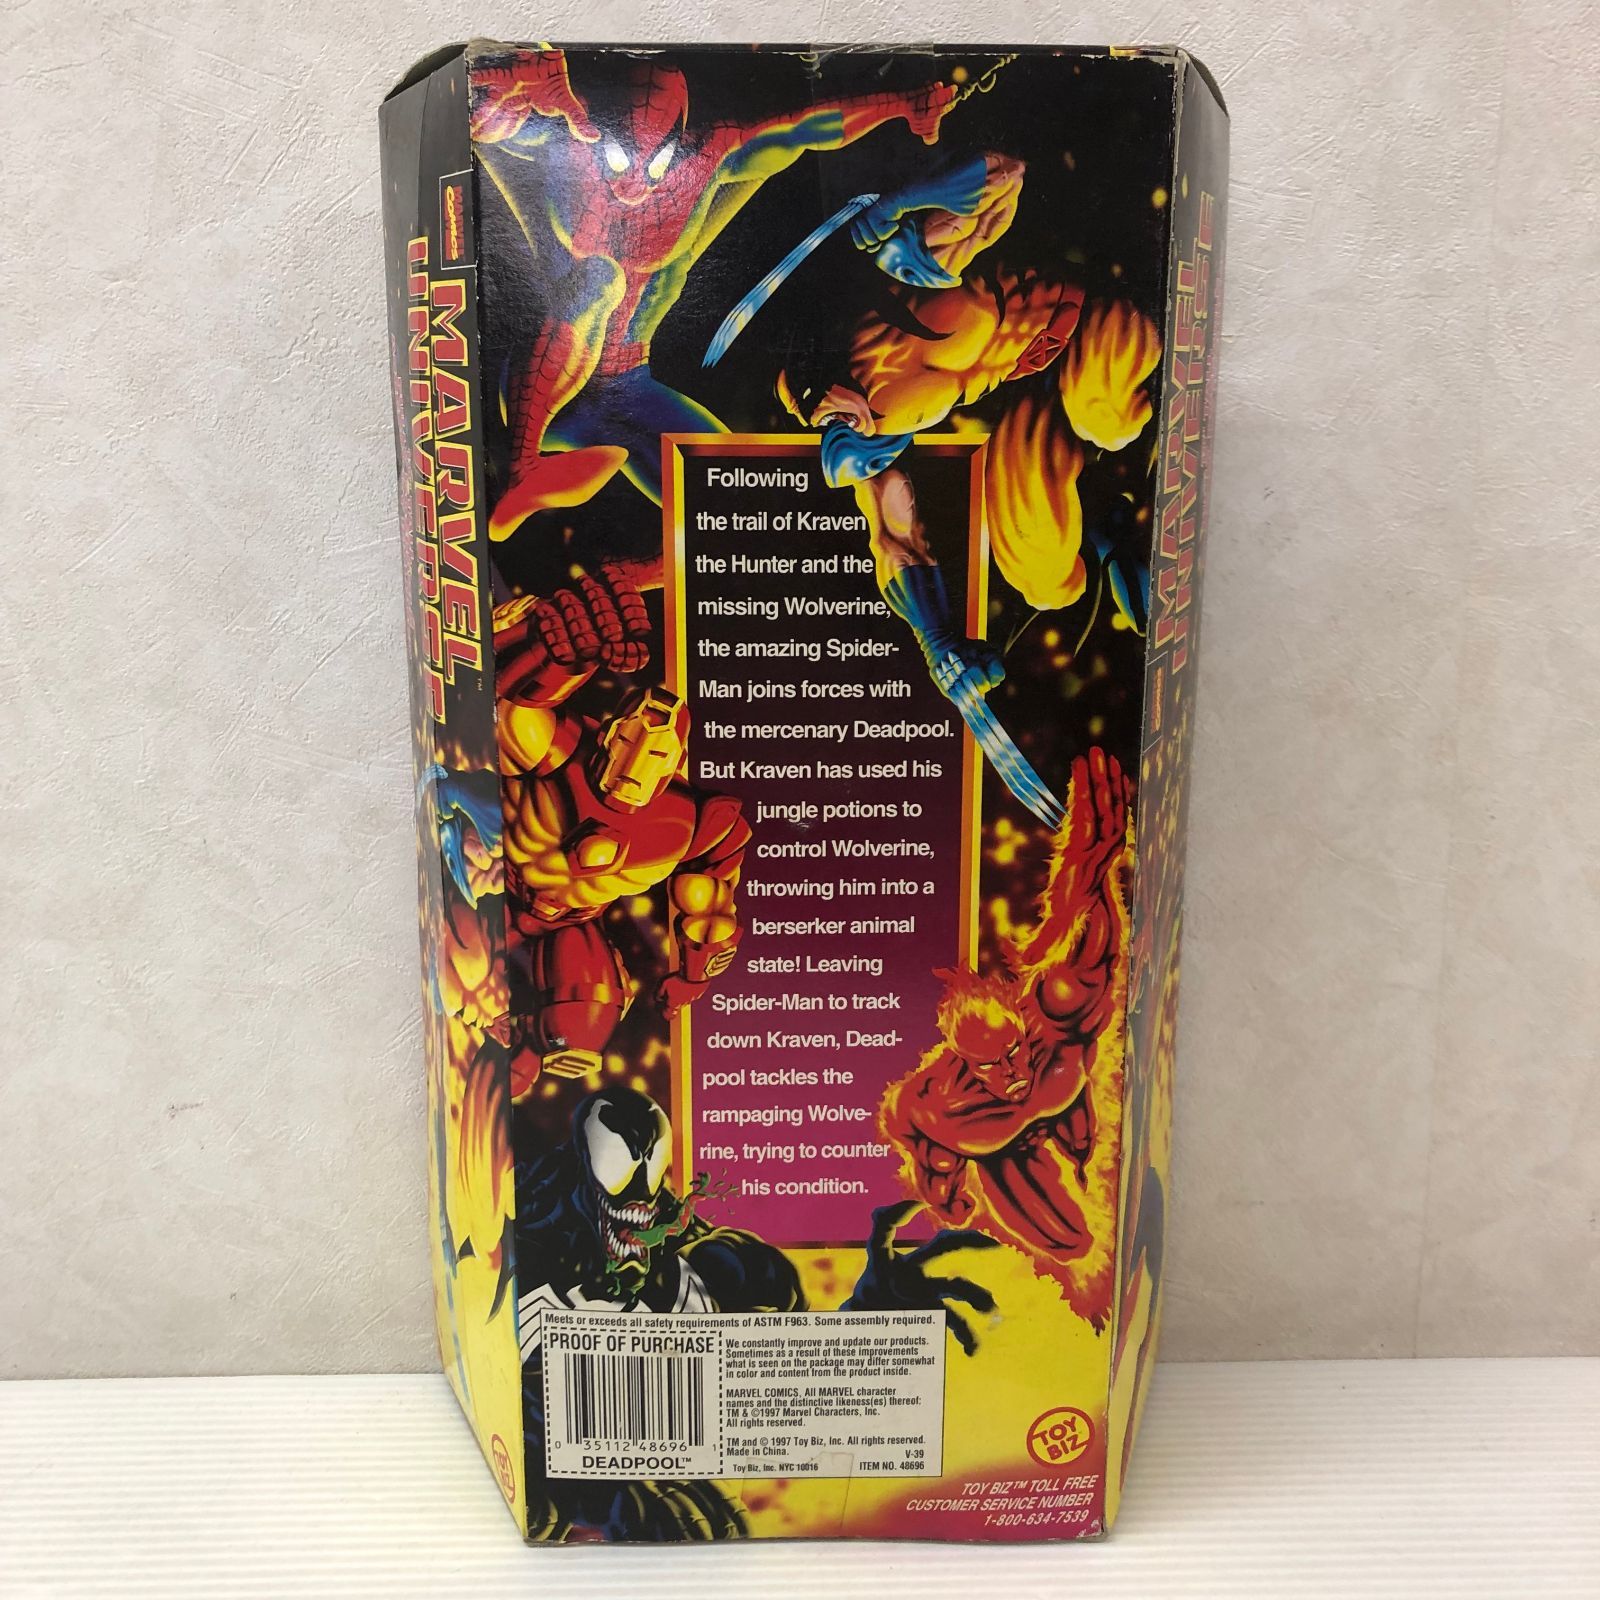 MARVEL
COMICS
MARVEL™
UNIVERSE
Following
the trail of Kraven
the Hunter and the
missing Wolverine,
the amazing Spider-
Man joins forces with
the mercenary Deadpool.
But Kraven has used his
jungle potions to
control Wolverine,
throwing him into a
berserker animal
state! Leaving
Spider-Man to track
down Kraven, Dead-
pool tackles the
rampaging Wolve-
rine, trying to counter
his condition.
MARVEL
UNIVERSE
Meets or exceeds all safety requirements of ASTM F963. Some assembly required.
PROOF OF PURCHASE
0 35112 48696 1
DEADPOOL™
We constantly improve and update our products.
Sometimes as a result of these improvements
what is seen on the package may differ somewhat
in color and content from the product inside.
MARVEL COMICS, All MARVEL character
names and the distinctive likeness(es) thereof:
TM & ©1997 Marvel Characters, Inc.
All rights reserved.
TM and © 1997 Toy Biz, Inc. All rights reserved.
Made in China. V-39
Toy Biz, Inc. NYC 10016 ITEM NO. 48696
TOY
BIZ
TOY
BIZ
TOY BIZ™ TOLL FREE
CUSTOMER SERVICE NUMBER
1-800-634-7539